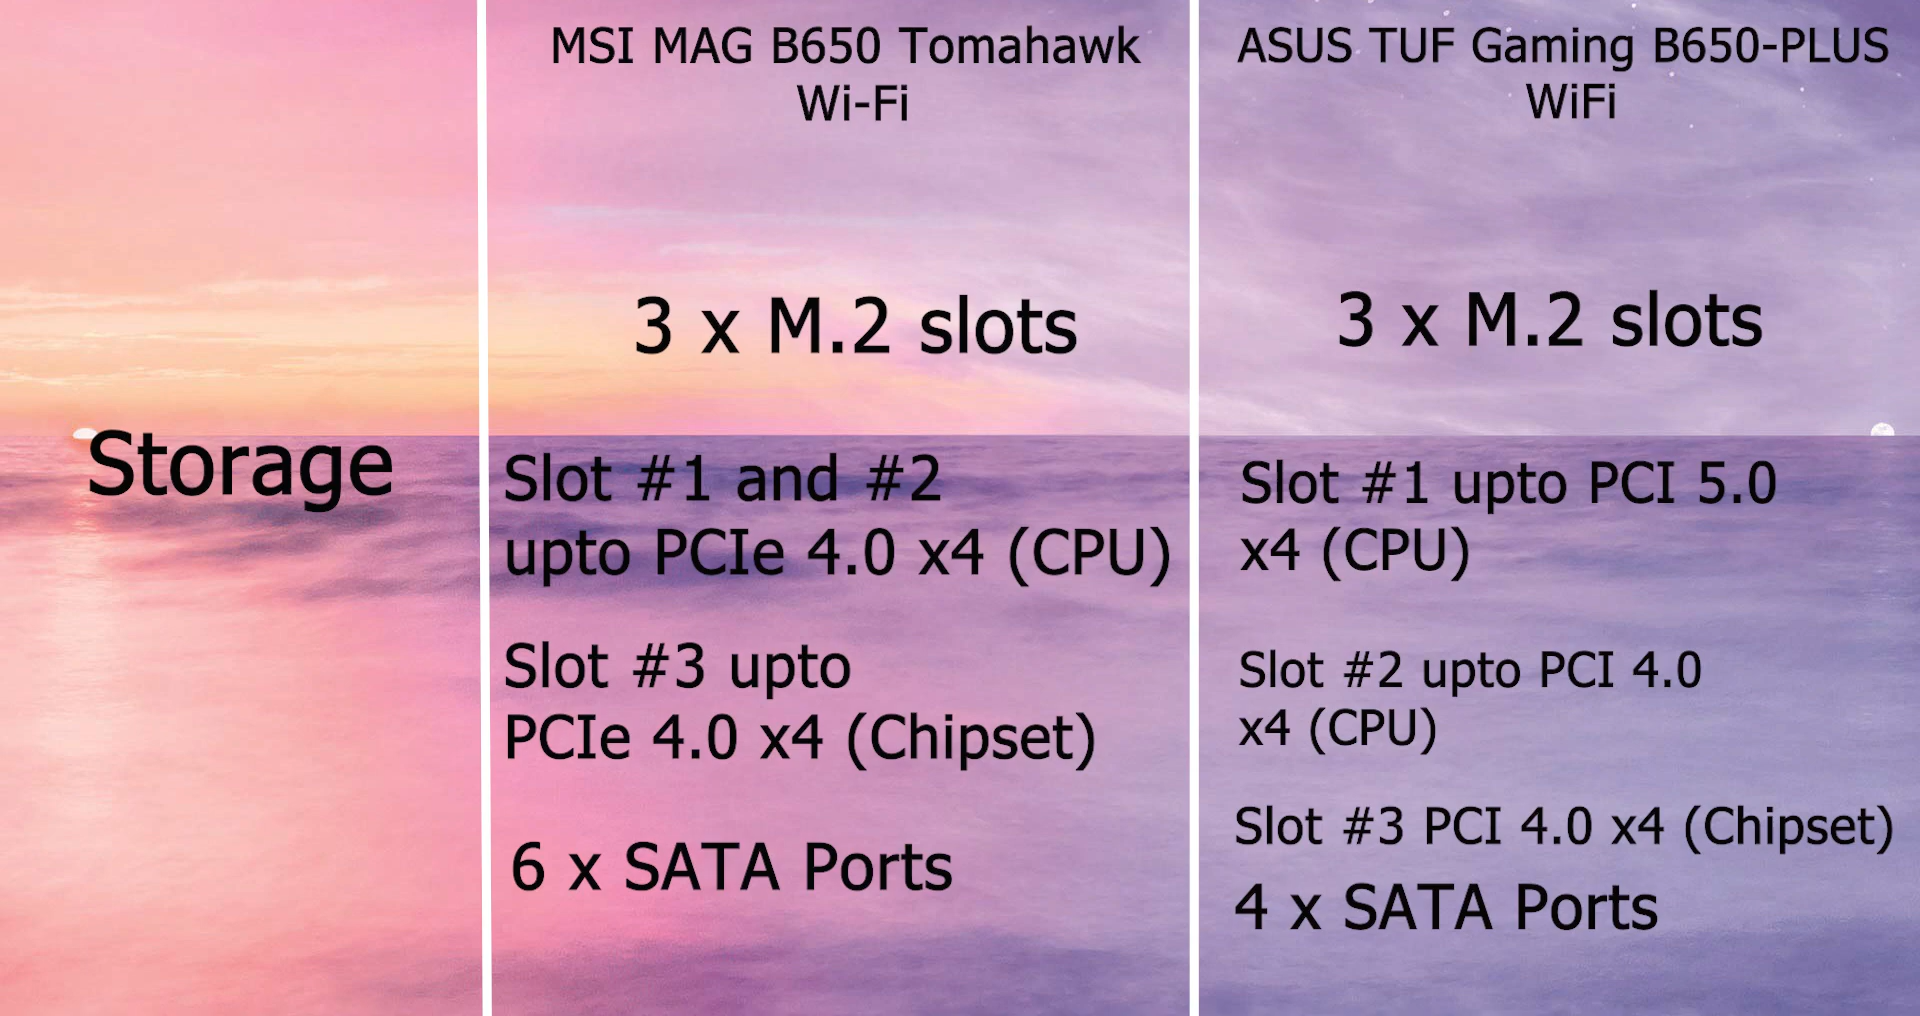 Storage
MSI MAG B650 Tomahawk
Wi-Fi
3 x M.2 slots
Slot #1 and #2
upto PCIe 4.0 x4 (CPU)
Slot #3 upto
PCIe 4.0 x4 (Chipset)
6 x SATA Ports
ASUS TUF Gaming B650-PLUS
WiFi
3 x M.2 slots
Slot #1 upto PCI 5.0
x4 (CPU)
Slot #2 upto PCI 4.0
x4 (CPU)
Slot #3 PCI 4.0 x4 (Chipset)
4 x SATA Ports